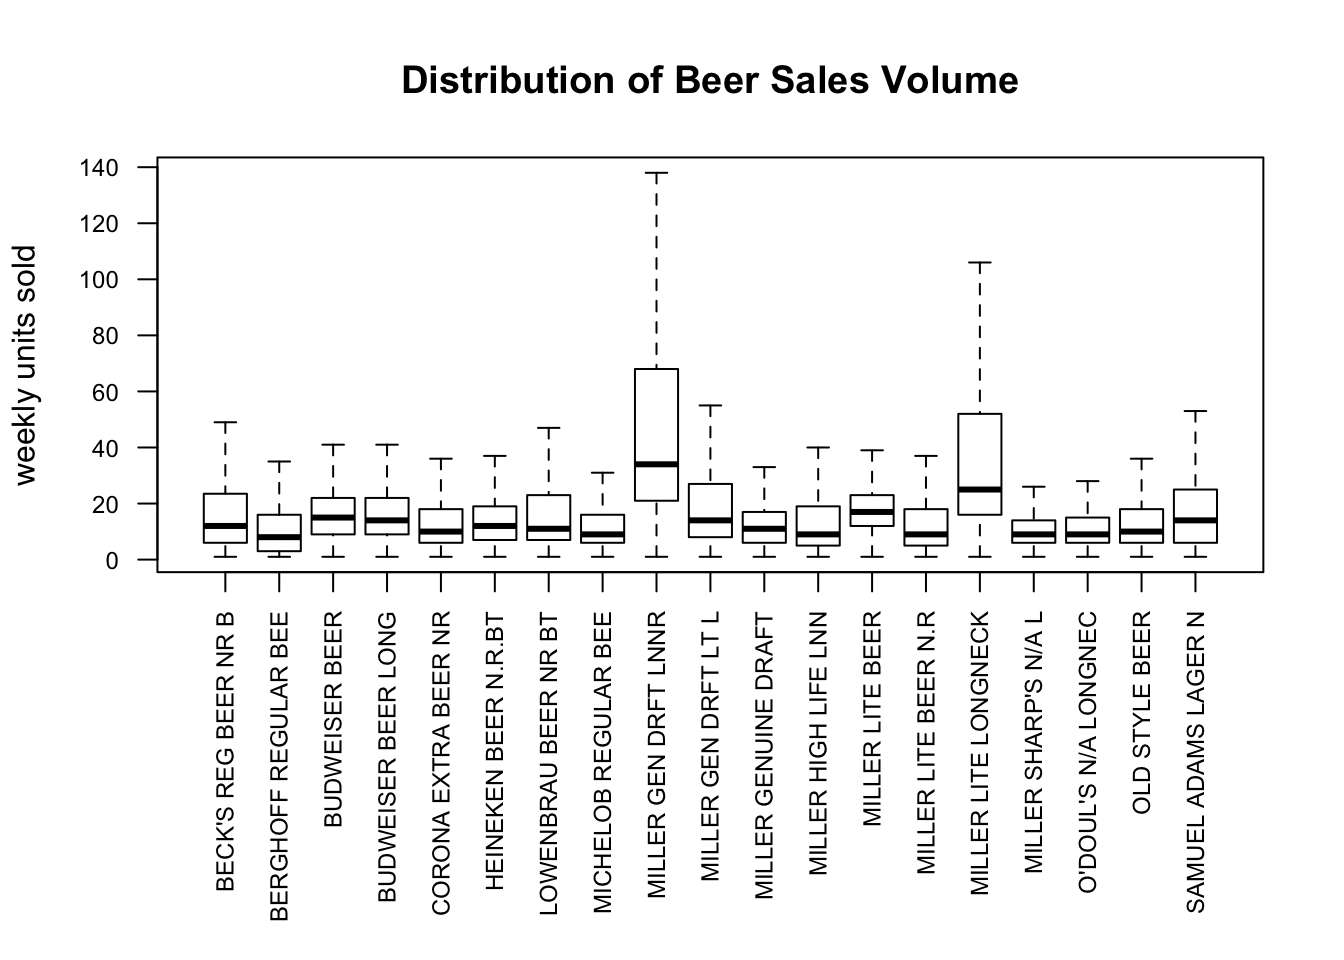 Distribution of Beer Sales Volume
weekly units sold
140
120
100
80
60
40
20
0
BECK'S REG BEER NR B
BERGHOFF REGULAR BEE
BUDWEISER BEER
BUDWEISER BEER LONG
CORONA EXTRA BEER NR
HEINEKEN BEER N.R.BT
LOWENBRAU BEER NR BT
MICHELOB REGULAR BEE
MILLER GEN DRFT LNNR
MILLER GEN DRFT LT L
MILLER GENUINE DRAFT
MILLER HIGH LIFE LNN
MILLER LITE BEER
MILLER LITE BEER N.R
MILLER LITE LONGNECK
MILLER SHARP'S N/A L
O'DOUL'S N/A LONGNEC
OLD STYLE BEER
SAMUEL ADAMS LAGER N